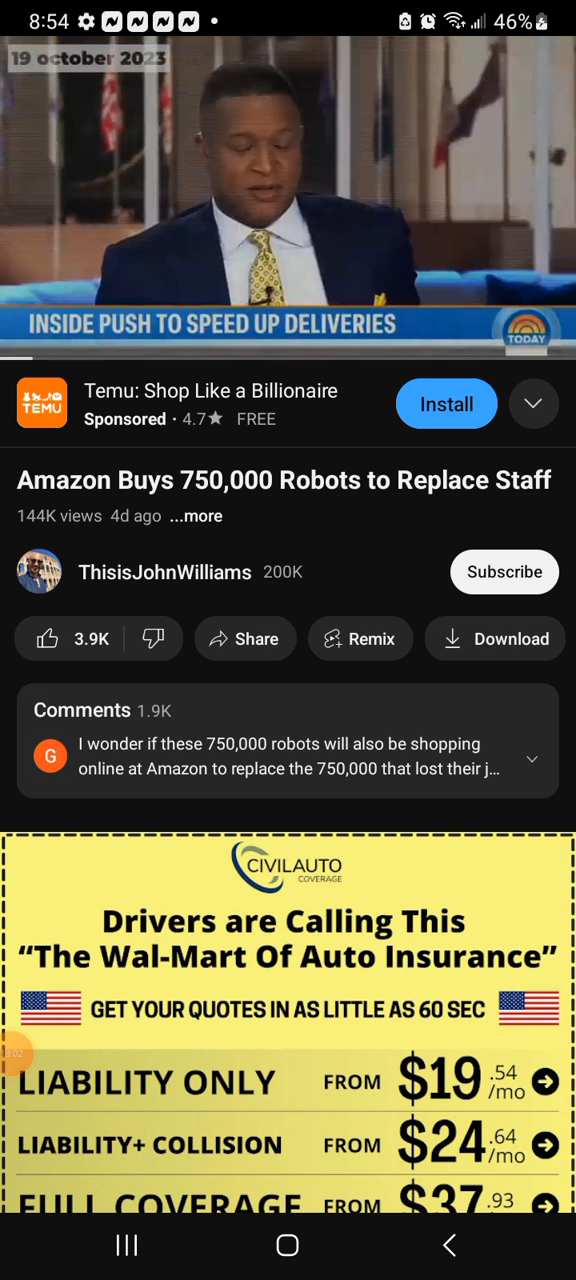 8:54
46%
19 october 2023
INSIDE PUSH TO SPEED UP DELIVERIES
TODAY
TEMU
Temu: Shop Like a Billionaire
Sponsored · 4.7★ FREE
Install
Amazon Buys 750,000 Robots to Replace Staff
144K views 4d ago ...more
ThisisJohnWilliams 200K
Subscribe
3.9K
Share
Remix
Download
Comments 1.9K
G
I wonder if these 750,000 robots will also be shopping
online at Amazon to replace the 750,000 that lost their j...
CIVILAUTO
COVERAGE
Drivers are Calling This
“The Wal-Mart Of Auto Insurance”
GET YOUR QUOTES IN AS LITTLE AS 60 SEC
LIABILITY ONLY FROM $19.54/mo
LIABILITY+ COLLISION FROM $24.64/mo
FULL COVERAGE FROM $37.93